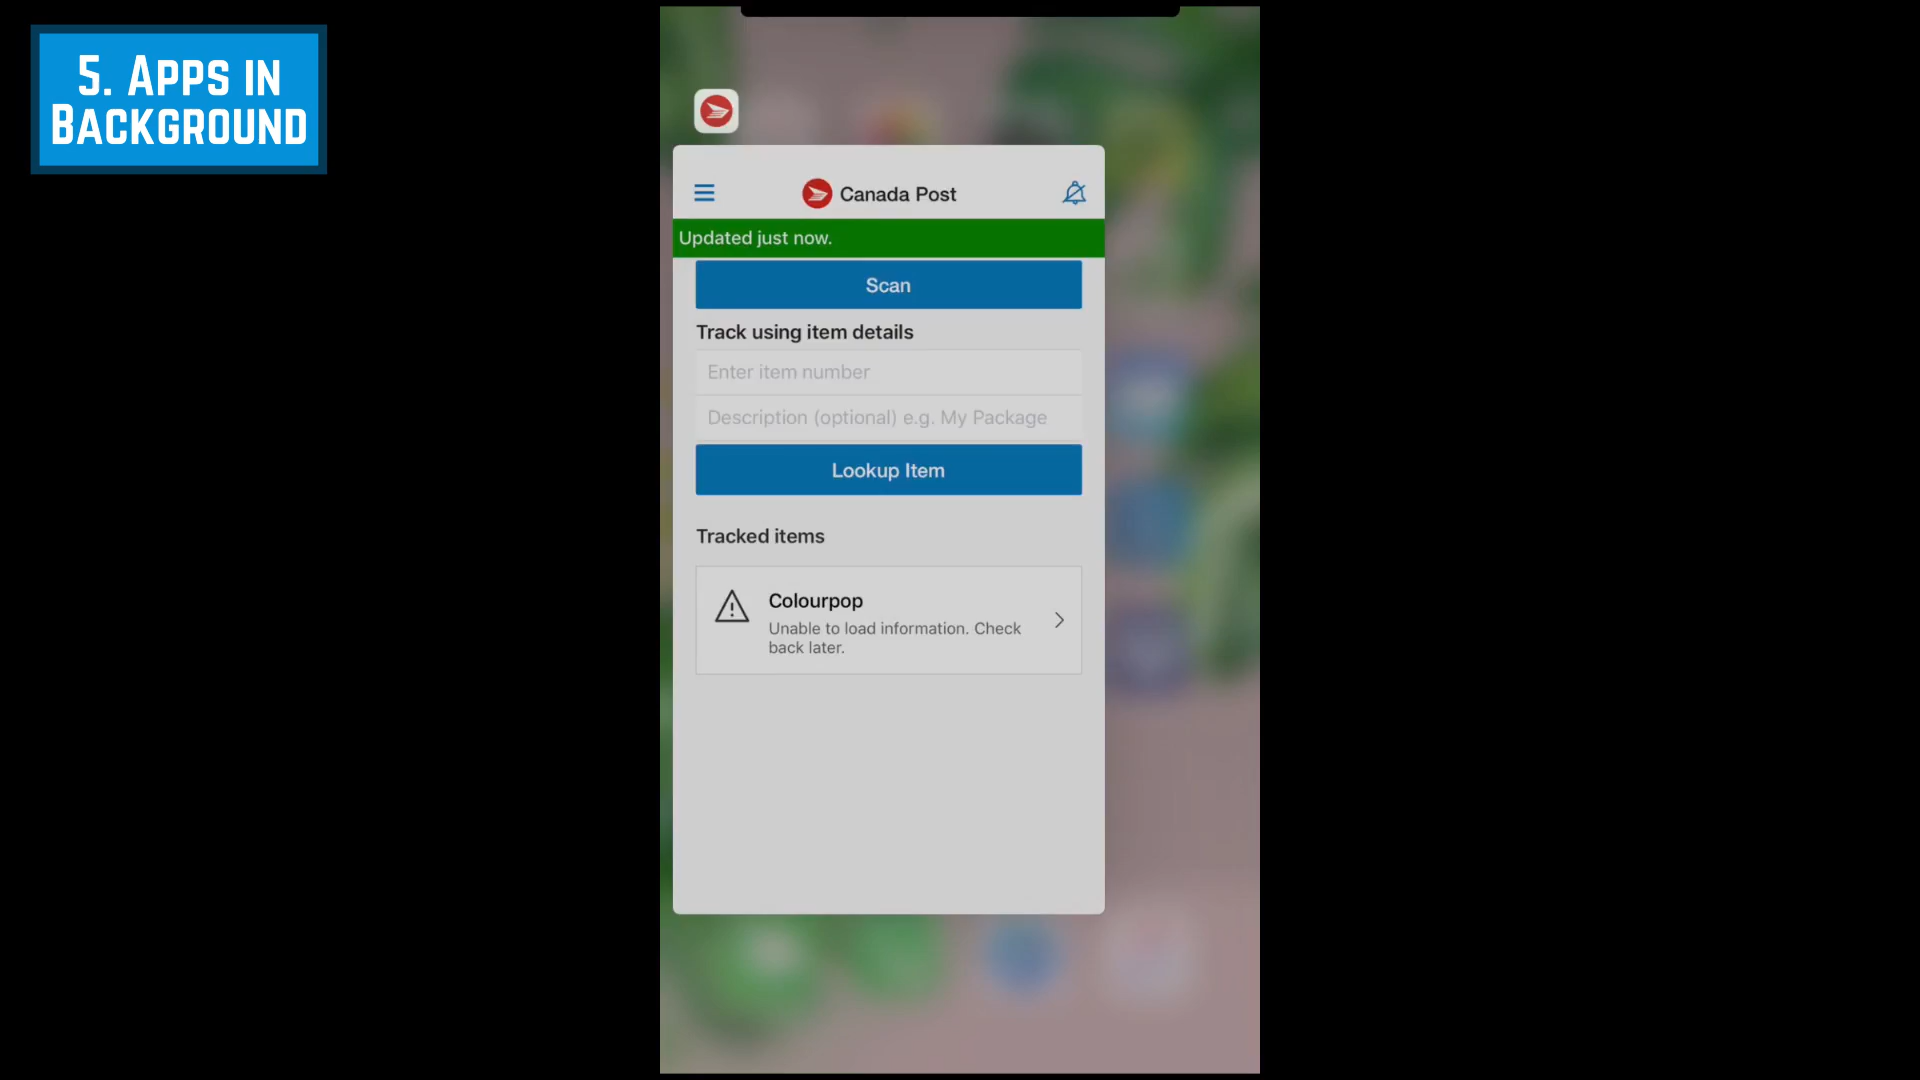 5. Apps in
Background
Canada Post
Updated just now.
Scan
Track using item details
Enter item number
Description (optional) e.g. My Package
Lookup Item
Tracked items
Colourpop
Unable to load information. Check
back later.